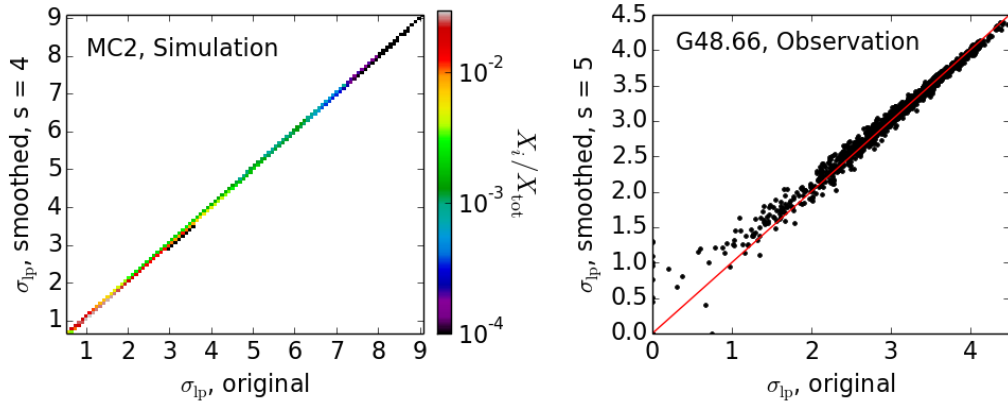 MC2, Simulation
σlp, smoothed, s = 4
9
8
7
6
5
4
3
2
1
1 2 3 4 5 6 7 8 9
σlp, original
10⁻²
10⁻³
10⁻⁴
Xi/Xtot
G48.66, Observation
σlp, smoothed, s = 5
4.5
4.0
3.5
3.0
2.5
2.0
1.5
1.0
0.5
0.0
0 1 2 3 4
σlp, original